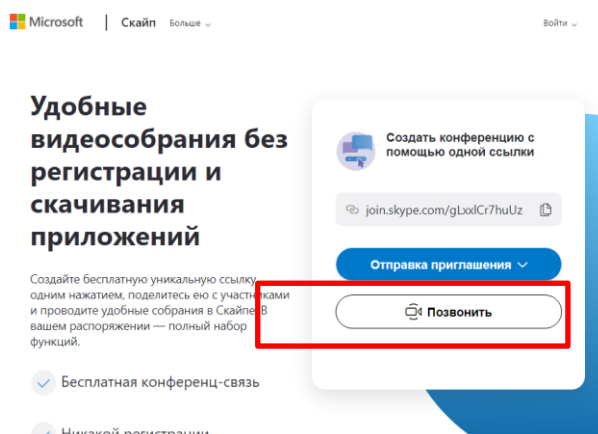 Microsoft | Скайп Больше
Войти
Удобные
видеособрания без
регистрации и
скачивания
приложений
Создайте бесплатную уникальную ссылку
одним нажатием, поделитесь ею с участниками
и проводите удобные собрания в Скайпе. В
вашем распоряжении — полный набор
функций.
Бесплатная конференц-связь
Никакой регистрации
Создать конференцию с
помощью одной ссылки
join.skype.com/gLxxlCr7huUz
Отправка приглашения
Позвонить